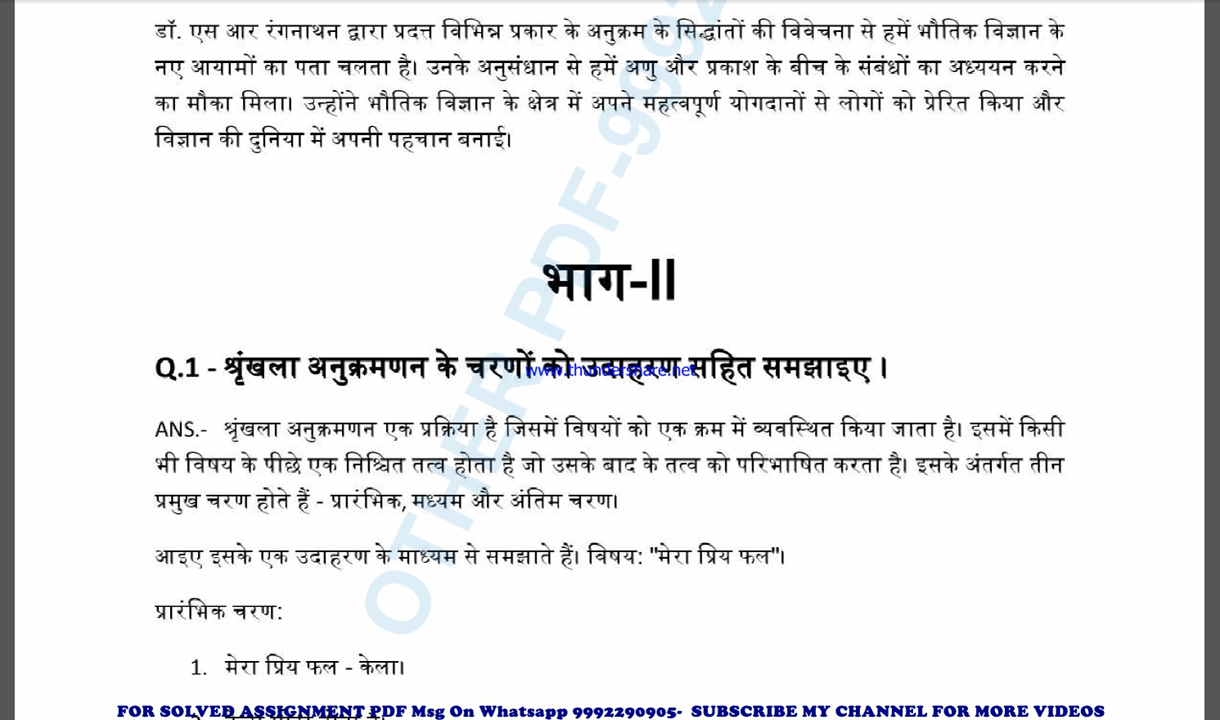 डॉ. एस आर रंगनाथन द्वारा प्रदत्त विभिन्न प्रकार के अनुक्रम के सिद्धांतों की विवेचना से हमें भौतिक विज्ञान के
नए आयामों का पता चलता है। उनके अनुसंधान से हमें अणु और प्रकाश के बीच के संबंधों का अध्ययन करने
का मौका मिला। उन्होंने भौतिक विज्ञान के क्षेत्र में अपने महत्वपूर्ण योगदानों से लोगों को प्रेरित किया और
विज्ञान की दुनिया में अपनी पहचान बनाई।
भाग-II
Q.1 - श्रृंखला अनुक्रमणन के चरणों को उदाहरण सहित समझाइए ।
www.thundershare.net
ANS.- श्रृंखला अनुक्रमणन एक प्रक्रिया है जिसमें विषयों को एक क्रम में व्यवस्थित किया जाता है। इसमें किसी
भी विषय के पीछे एक निश्चित तत्व होता है जो उसके बाद के तत्व को परिभाषित करता है। इसके अंतर्गत तीन
प्रमुख चरण होते हैं - प्रारंभिक, मध्यम और अंतिम चरण।
आइए इसके एक उदाहरण के माध्यम से समझाते हैं। विषय: "मेरा प्रिय फल"।
प्रारंभिक चरण:
1. मेरा प्रिय फल - केला।
OTHER PDF-9992
FOR SOLVED ASSIGNMENT PDF Msg On Whatsapp 9992290905- SUBSCRIBE MY CHANNEL FOR MORE VIDEOS